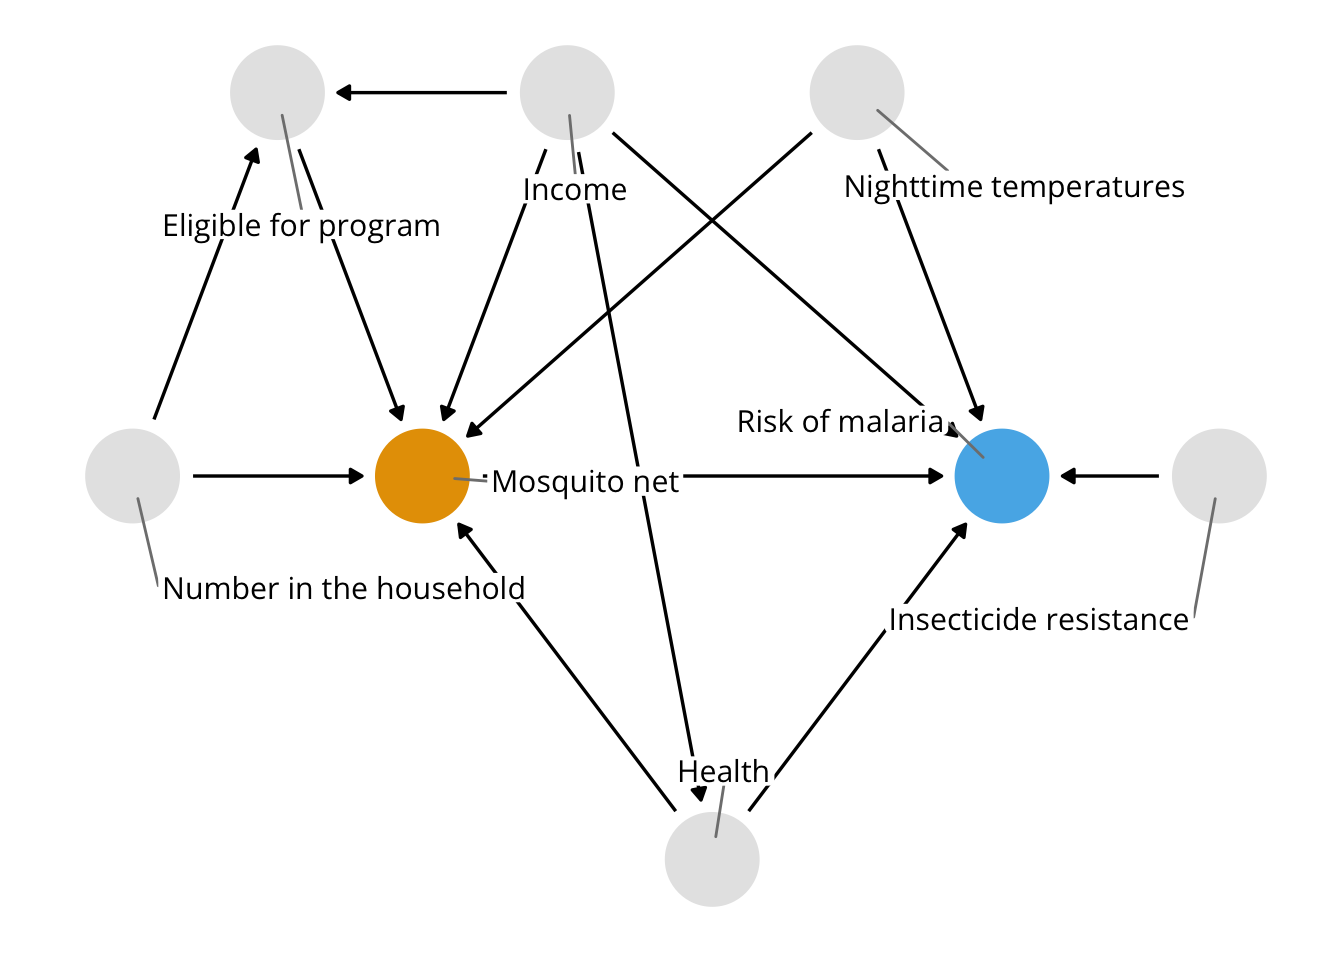 Income
Nighttime temperatures
Eligible for program
Risk of malaria
Mosquito net
Number in the household
Insecticide resistance
Health